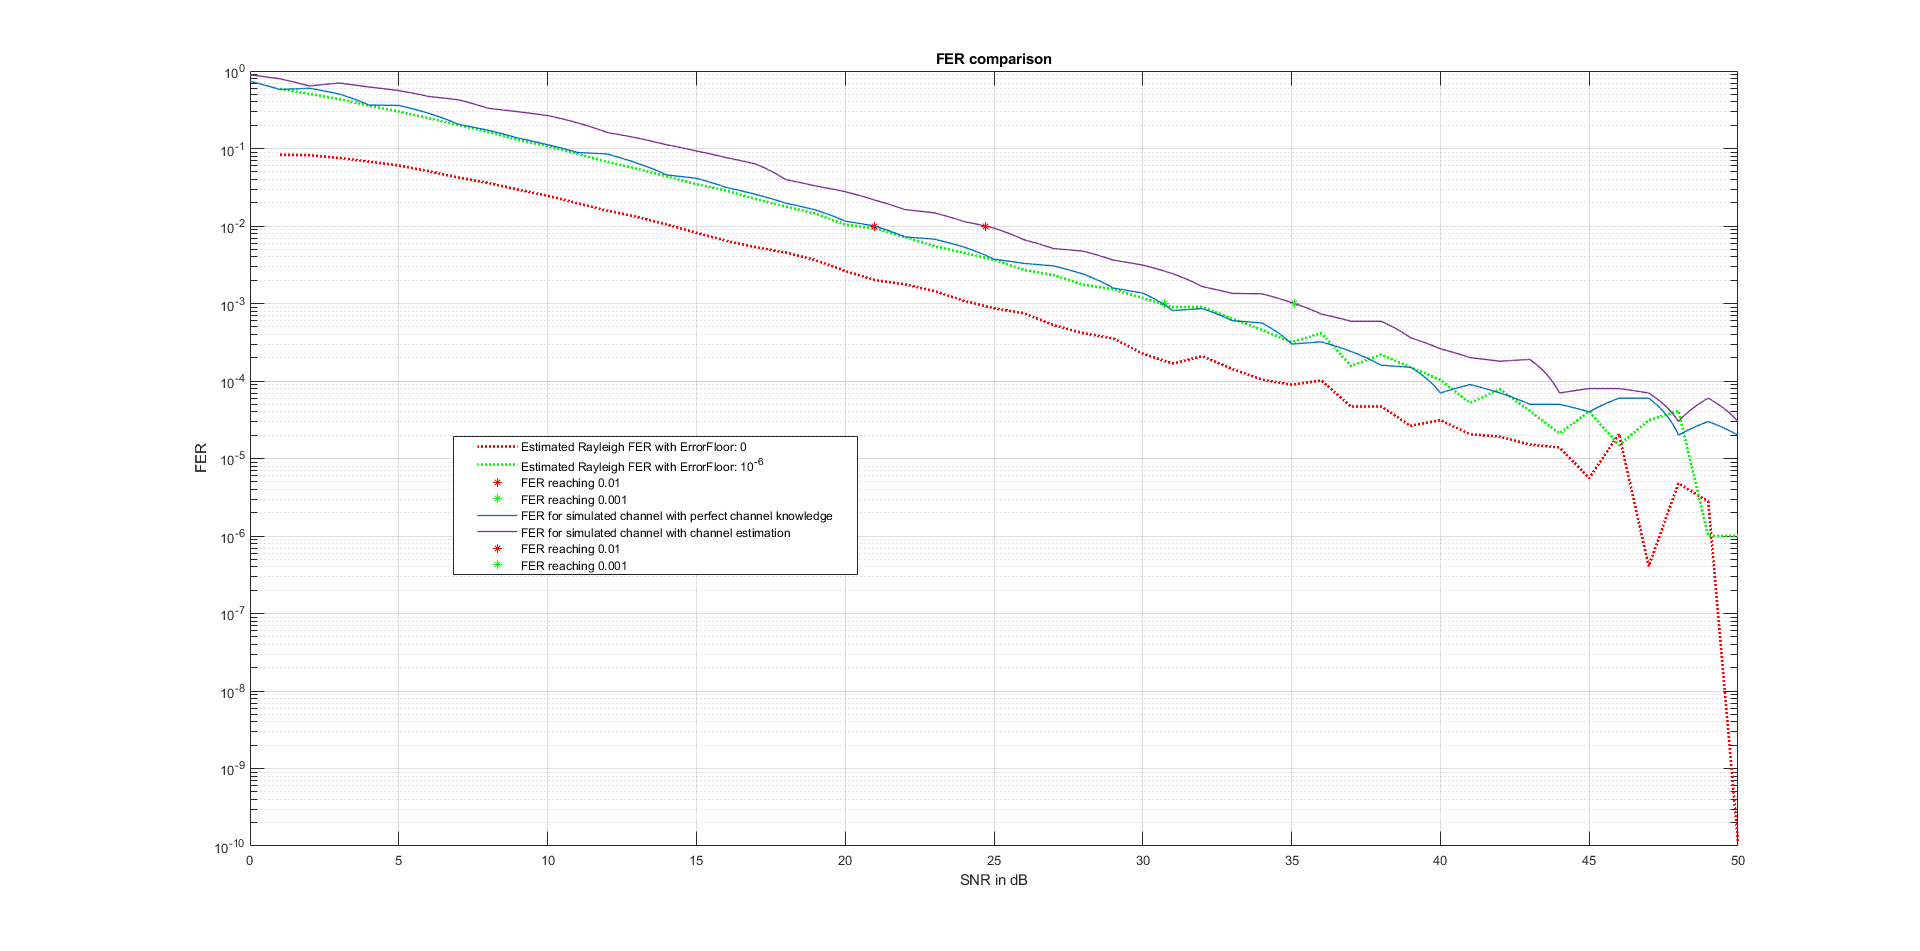 FER comparison
10^0
10^-1
10^-2
10^-3
10^-4
10^-5
10^-6
10^-7
10^-8
10^-9
10^-10
FER
Estimated Rayleigh FER with ErrorFloor: 0
Estimated Rayleigh FER with ErrorFloor: 10^-6
FER reaching 0.01
FER reaching 0.001
FER for simulated channel with perfect channel knowledge
FER for simulated channel with channel estimation
FER reaching 0.01
FER reaching 0.001
0 5 10 15 20 25 30 35 40 45 50
SNR in dB